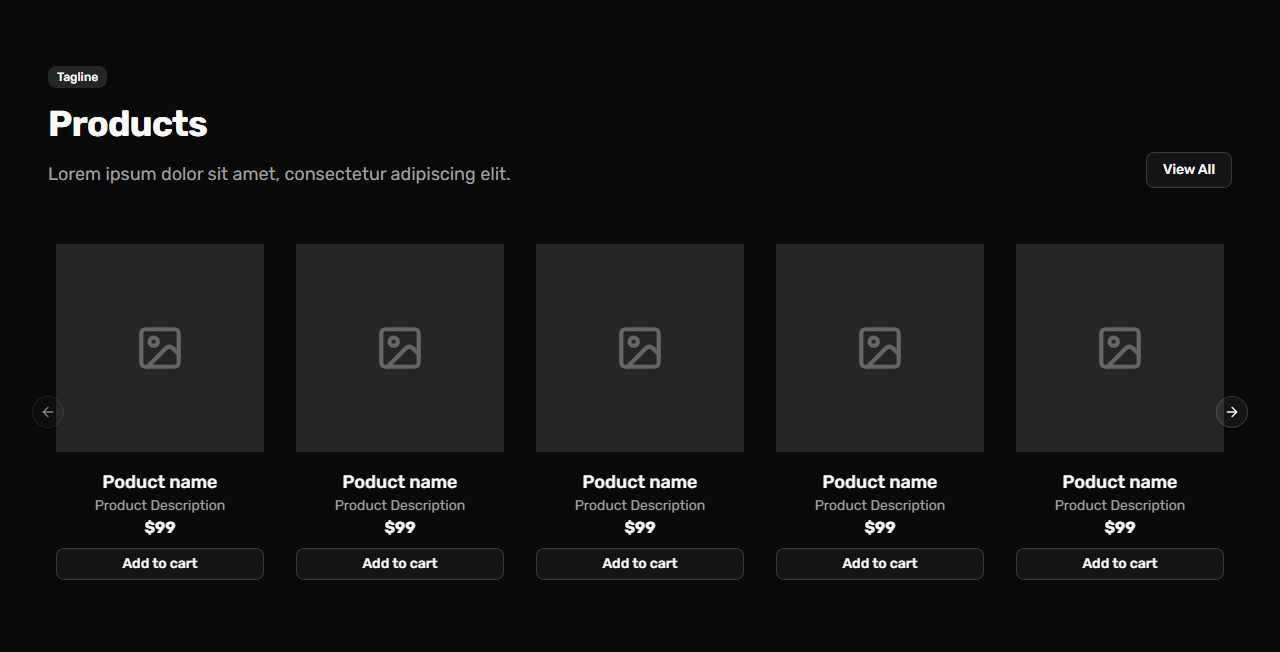 Tagline
Products
Lorem ipsum dolor sit amet, consectetur adipiscing elit.
View All
Poduct name
Product Description
$99
Add to cart
Poduct name
Product Description
$99
Add to cart
Poduct name
Product Description
$99
Add to cart
Poduct name
Product Description
$99
Add to cart
Poduct name
Product Description
$99
Add to cart